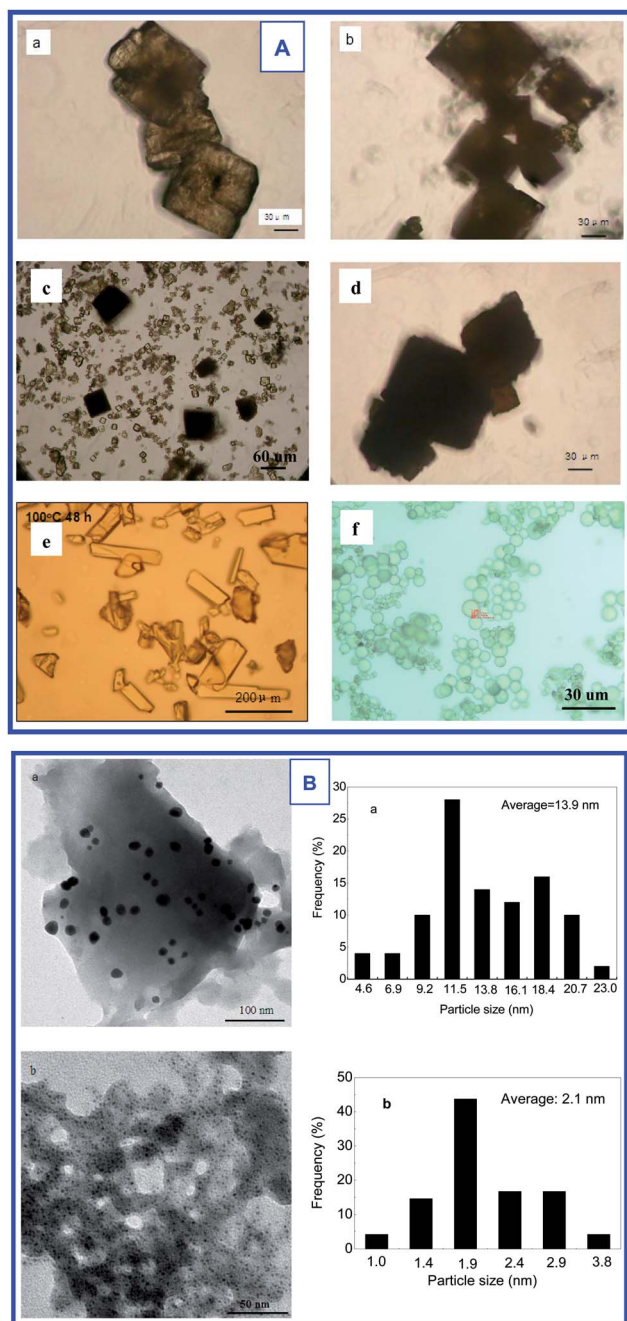 A
a
30 μ m
b
30 μ m
c
60 um
d
30 μ m
100°C 48 h
e
200 μ m
f
30 um
B
a
100 nm
a
Average=13.9 nm
Frequency (%)
30
25
20
15
10
5
0
4.6 6.9 9.2 11.5 13.8 16.1 18.4 20.7 23.0
Particle size (nm)
b
50 nm
b
Average: 2.1 nm
Frequency (%)
50
40
30
20
10
0
1.0 1.4 1.9 2.4 2.9 3.8
Particle size (nm)